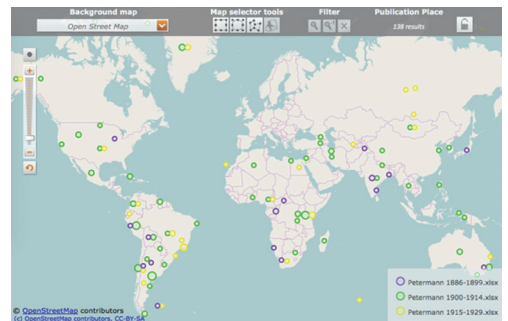 Background map
Map selector tools
Filter
Publication Place
Open Street Map
138 results
Petermann 1886-1899.xlsx
Petermann 1900-1914.xlsx
Petermann 1915-1929.xlsx
© OpenStreetMap contributors
(c) OpenStreetMap contributors, CC-BY-SA